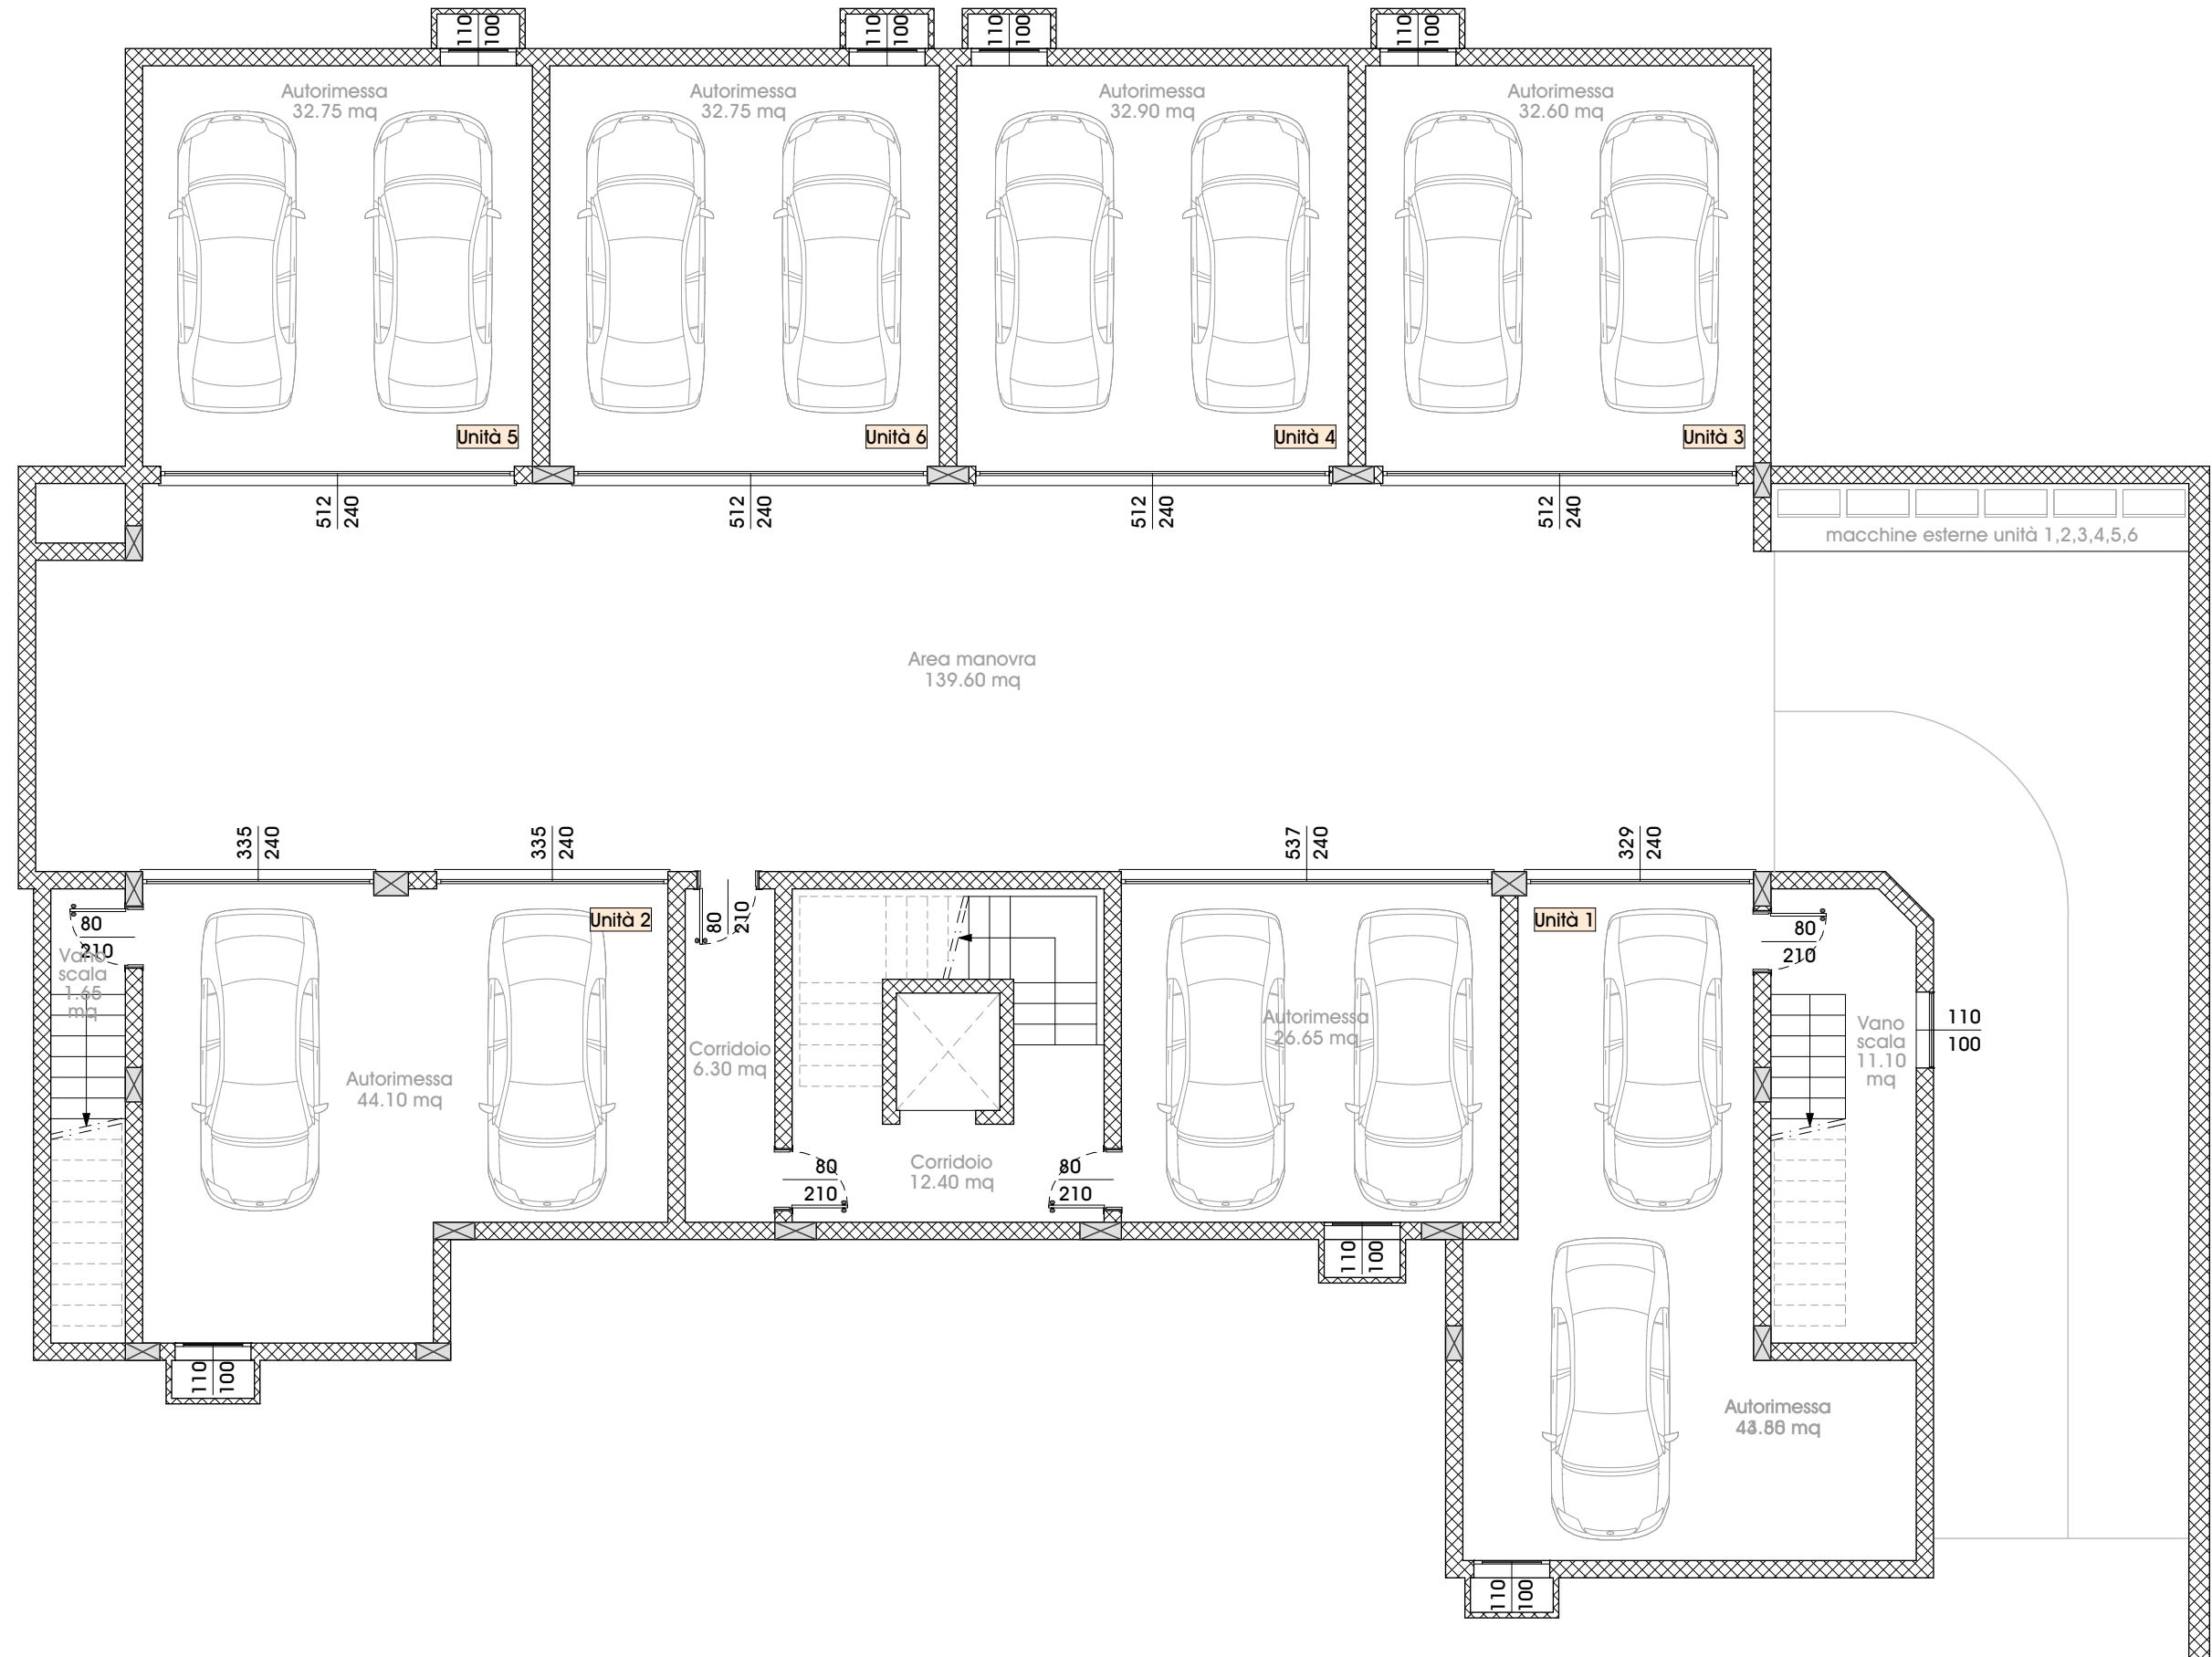 110
100
110
100
110
100
110
100
Autorimessa
32.75 mq
Autorimessa
32.75 mq
Autorimessa
32.90 mq
Autorimessa
32.60 mq
Unità 5
Unità 6
Unità 4
Unità 3
512
240
512
240
512
240
512
240
macchine esterne unità 1,2,3,4,5,6
Area manovra
139.60 mq
335
240
335
240
537
240
329
240
Unità 2
80
210
Unità 1
80
210
Vano
scala
1.65
mq
80
210
Autorimessa
26.65 mq
Vano
scala
11.10
mq
110
100
Corridoio
6.30 mq
Autorimessa
44.10 mq
80
210
Corridoio
12.40 mq
80
210
110
100
110
100
Autorimessa
mq
110
100